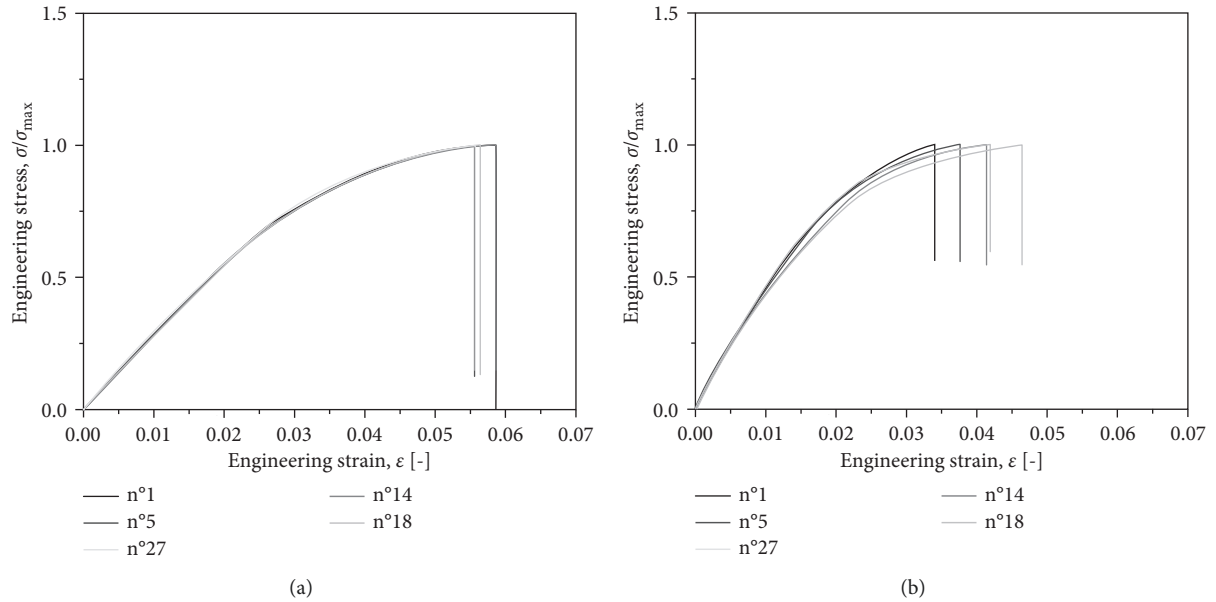 1.5
1.0
0.5
0.0
Engineering stress, σ/σmax
0.00 0.01 0.02 0.03 0.04 0.05 0.06 0.07
Engineering strain, ε [-]
n°1
n°5
n°27
n°14
n°18
(a)
1.5
1.0
0.5
0.0
Engineering stress, σ/σmax
0.00 0.01 0.02 0.03 0.04 0.05 0.06 0.07
Engineering strain, ε [-]
n°1
n°5
n°27
n°14
n°18
(b)